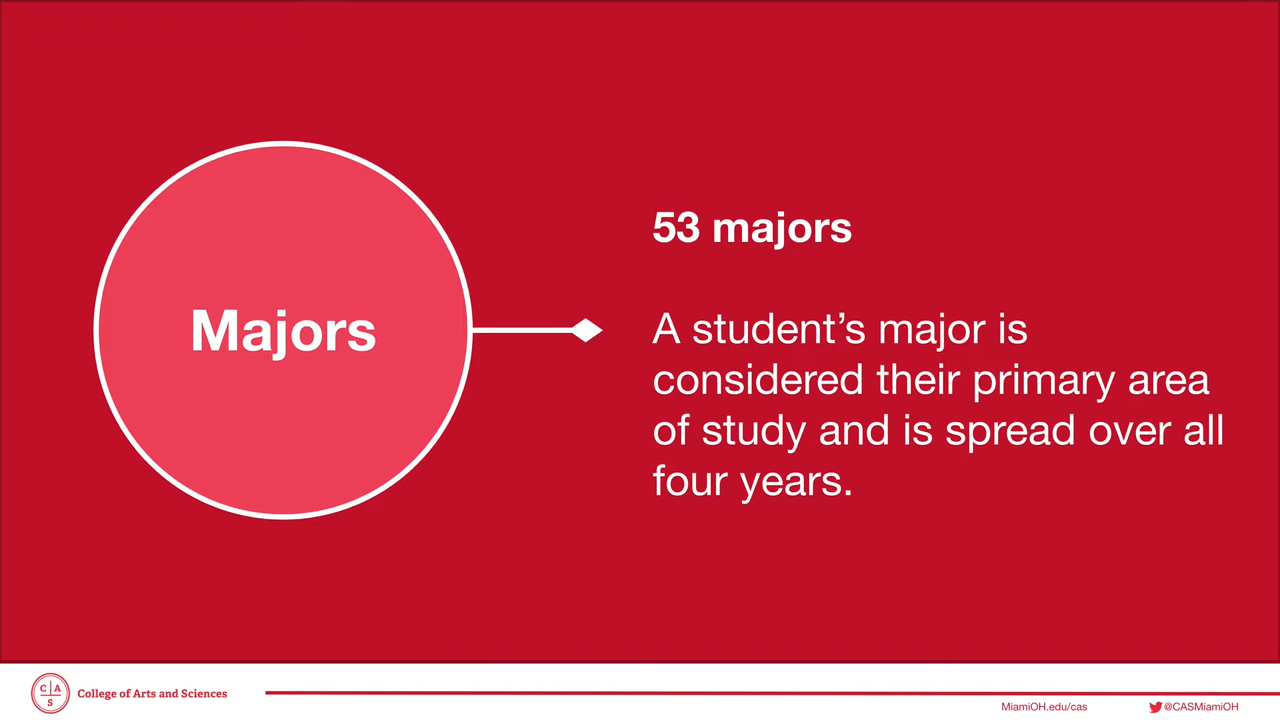 Majors
53 majors
A student’s major is
considered their primary area
of study and is spread over all
four years.
C A
S
College of Arts and Sciences
MiamiOH.edu/cas
@CASMiamiOH